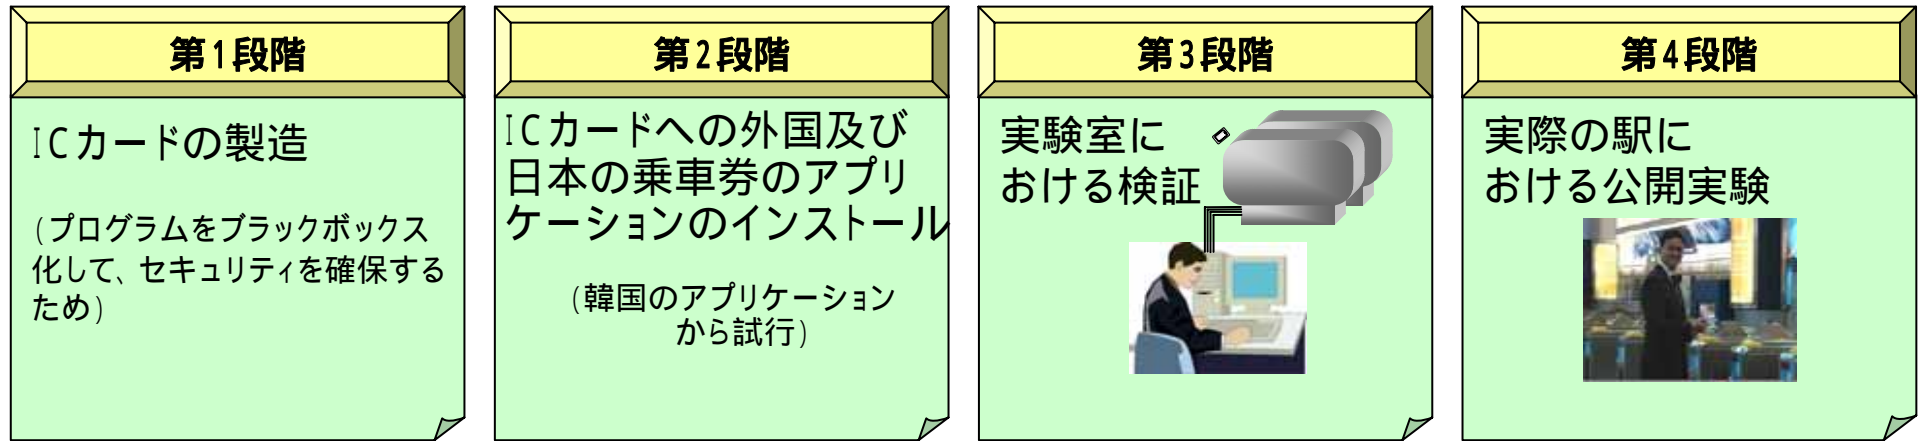 第1段階
ICカードの製造
(プログラムをブラックボックス
化して、セキュリティを確保する
ため)
第2段階
ICカードへの外国及び
日本の乗車券のアプリ
ケーションのインストール
(韓国のアプリケーション
から試行)
第3段階
実験室に
おける検証
第4段階
実際の駅に
おける公開実験